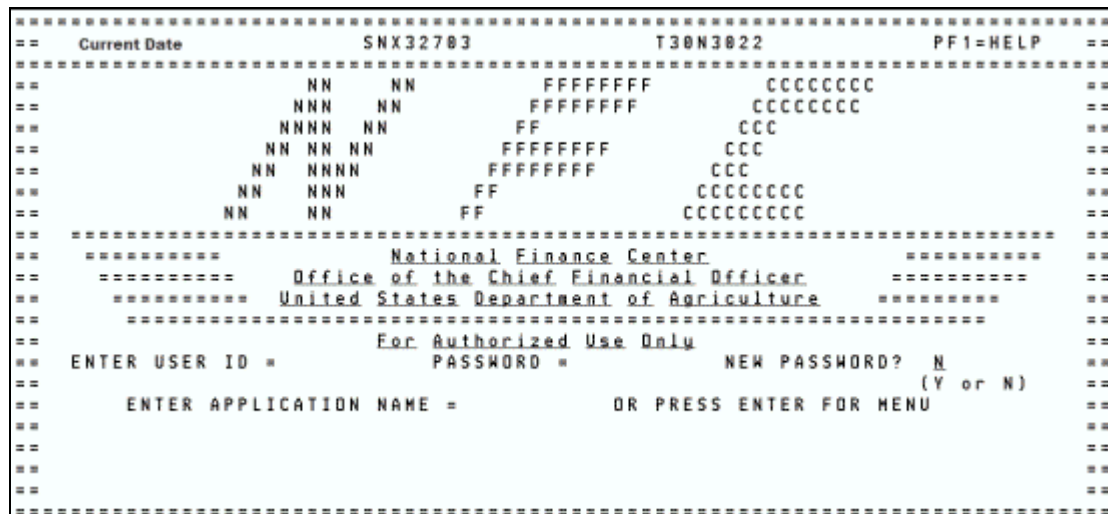 ==============================================================================
== Current Date SNX32703 T30N3022 PF1=HELP ==
==============================================================================
== NN NN FFFFFFFF CCCCCCCC ==
== NNN NN FFFFFFFF CCCCCCCC ==
== NNNN NN FF CCC ==
== NN NN NN FFFFFFFF CCC ==
== NN NNNN FFFFFFFF CCC ==
== NN NNN FF CCCCCCCC ==
== NN NN FF CCCCCCCCC ==
== ====================================================================== ==
== ========== National Finance Center ========== ==
== ========== Office of the Chief Financial Officer ========== ==
== ========== United States Department of Agriculture ========= ==
== ============================================================= ==
== For Authorized Use Only ==
== ENTER USER ID = PASSWORD = NEW PASSWORD? N ==
== (Y or N) ==
== ENTER APPLICATION NAME = OR PRESS ENTER FOR MENU ==
== ==
== ==
== ==
== ==
==============================================================================